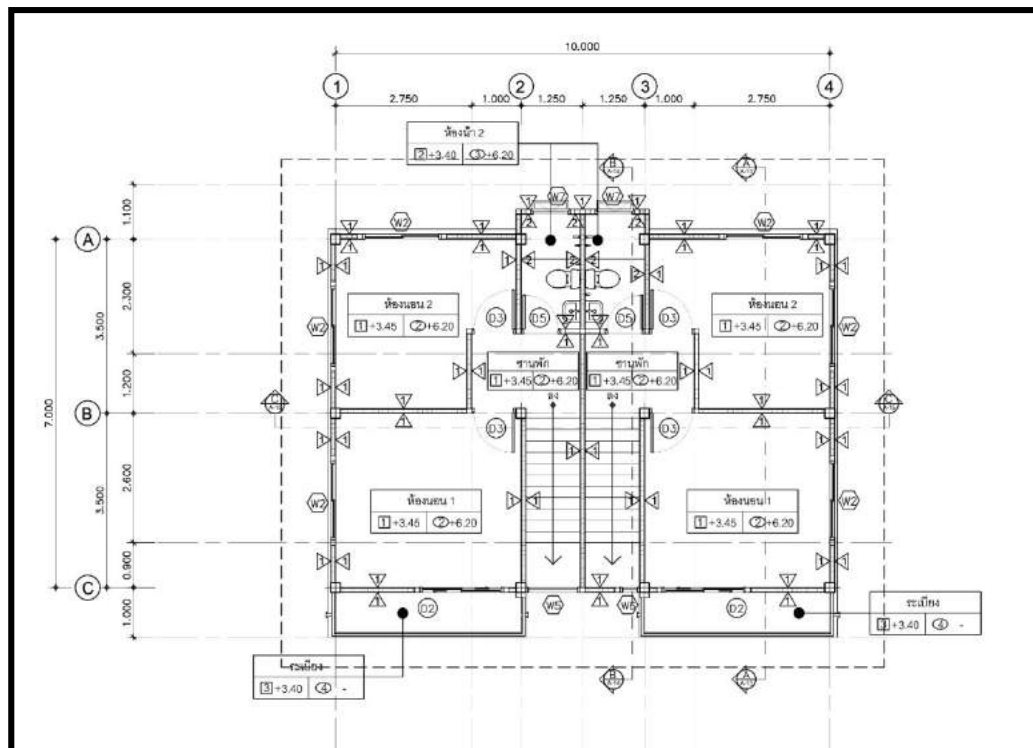 10.000
1 2 3 4
2.750 1.000 1.250 1.250 1.000 2.750
ห้องน้ำ 2
2 +3.40 3 +6.20
B A
1.100
W7 W7
W2 W2
A
2.300
3.500
ห้องนอน 2 ห้องนอน 2
1 +3.45 2 +6.20 1 +3.45 2 +6.20
W2 D3 D5 D5 D3 W2
ชานพัก ชานพัก
1 +3.45 2 +6.20 1 +3.45 2 +6.20
1.200
7.000
ลง ลง
C B C
D3 D3
2.600
3.500
ห้องนอน 1 ห้องนอน 1
W2 1 +3.45 2 +6.20 1 +3.45 2 +6.20 W2
0.900
C
1.000
D2 W5 W5 D2
ระเบียง
3 +3.40 4 -
ระเบียง
3 +3.40 4 -
B A